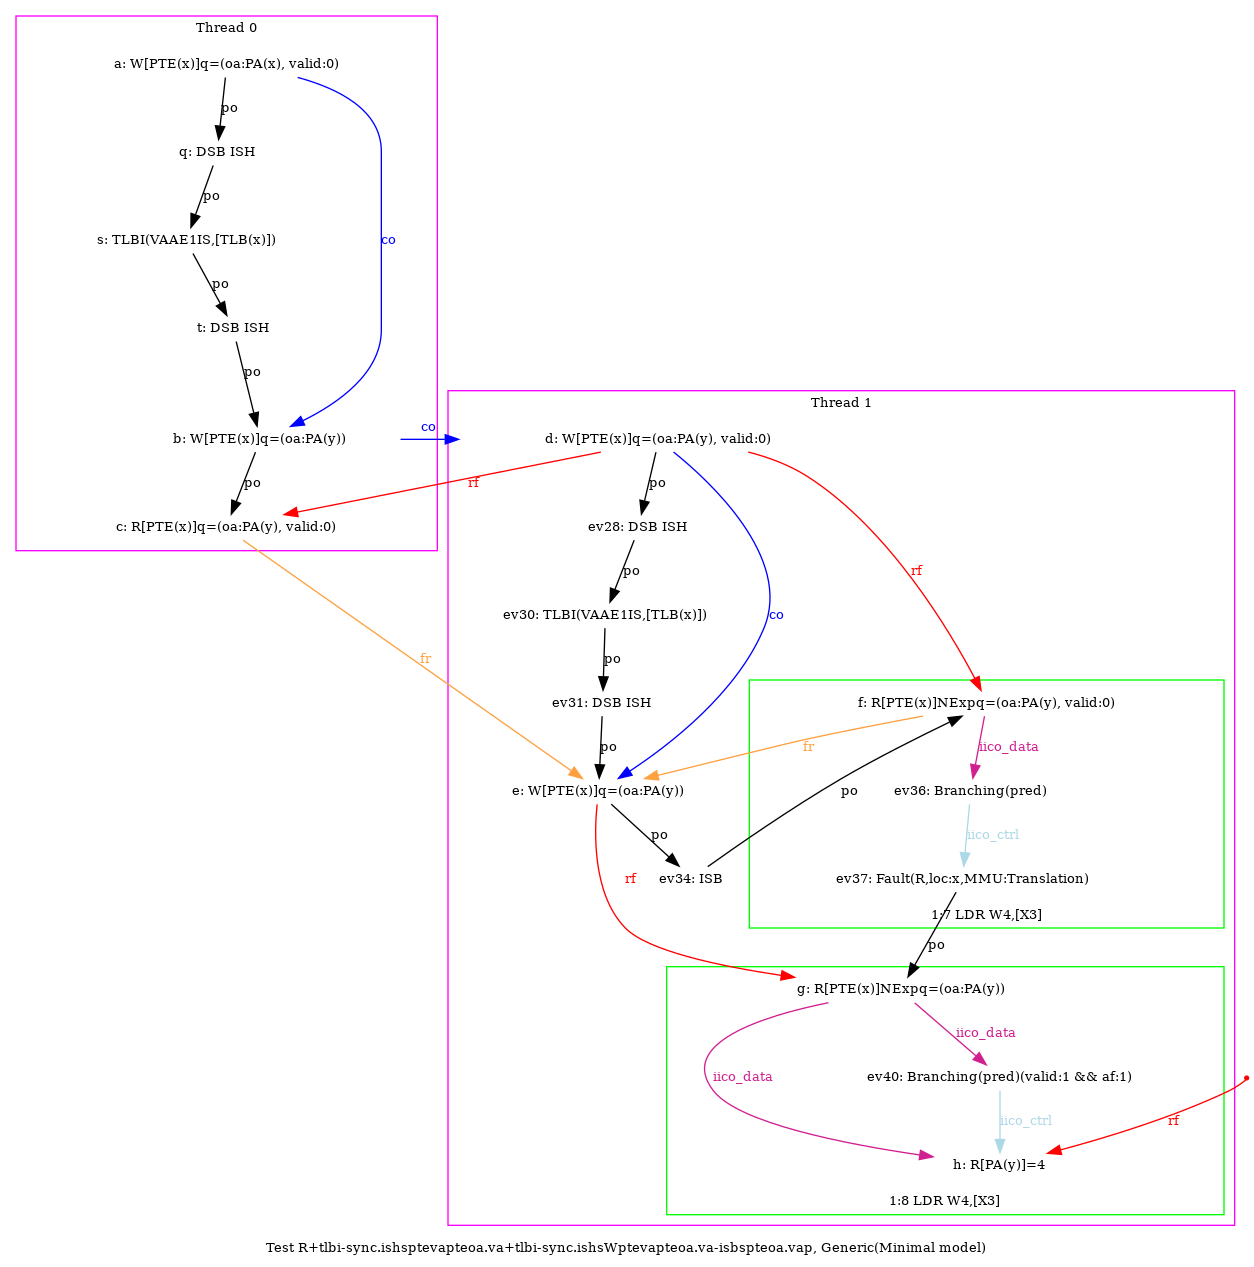 Thread 0
a: W[PTE(x)]q=(oa:PA(x), valid:0)
po
q: DSB ISH
po
s: TLBI(VAAE1IS,[TLB(x)])
co
po
t: DSB ISH
po
Thread 1
co
b: W[PTE(x)]q=(oa:PA(y))
d: W[PTE(x)]q=(oa:PA(y), valid:0)
po
rf
po
c: R[PTE(x)]q=(oa:PA(y), valid:0)
ev28: DSB ISH
po
rf
ev30: TLBI(VAAE1IS,[TLB(x)])
co
fr
po
ev31: DSB ISH
f: R[PTE(x)]NExpq=(oa:PA(y), valid:0)
po
fr
iico_data
e: W[PTE(x)]q=(oa:PA(y))
po
ev36: Branching(pred)
po
iico_ctrl
rf
ev34: ISB
ev37: Fault(R,loc:x,MMU:Translation)
1:7 LDR W4,[X3]
po
g: R[PTE(x)]NExpq=(oa:PA(y))
iico_data
iico_data
ev40: Branching(pred)(valid:1 && af:1)
iico_ctrl
rf
h: R[PA(y)]=4
1:8 LDR W4,[X3]
Test R+tlbi-sync.ishsptevapteoa.va+tlbi-sync.ishsWptevapteoa.va-isbspteoa.vap, Generic(Minimal model)